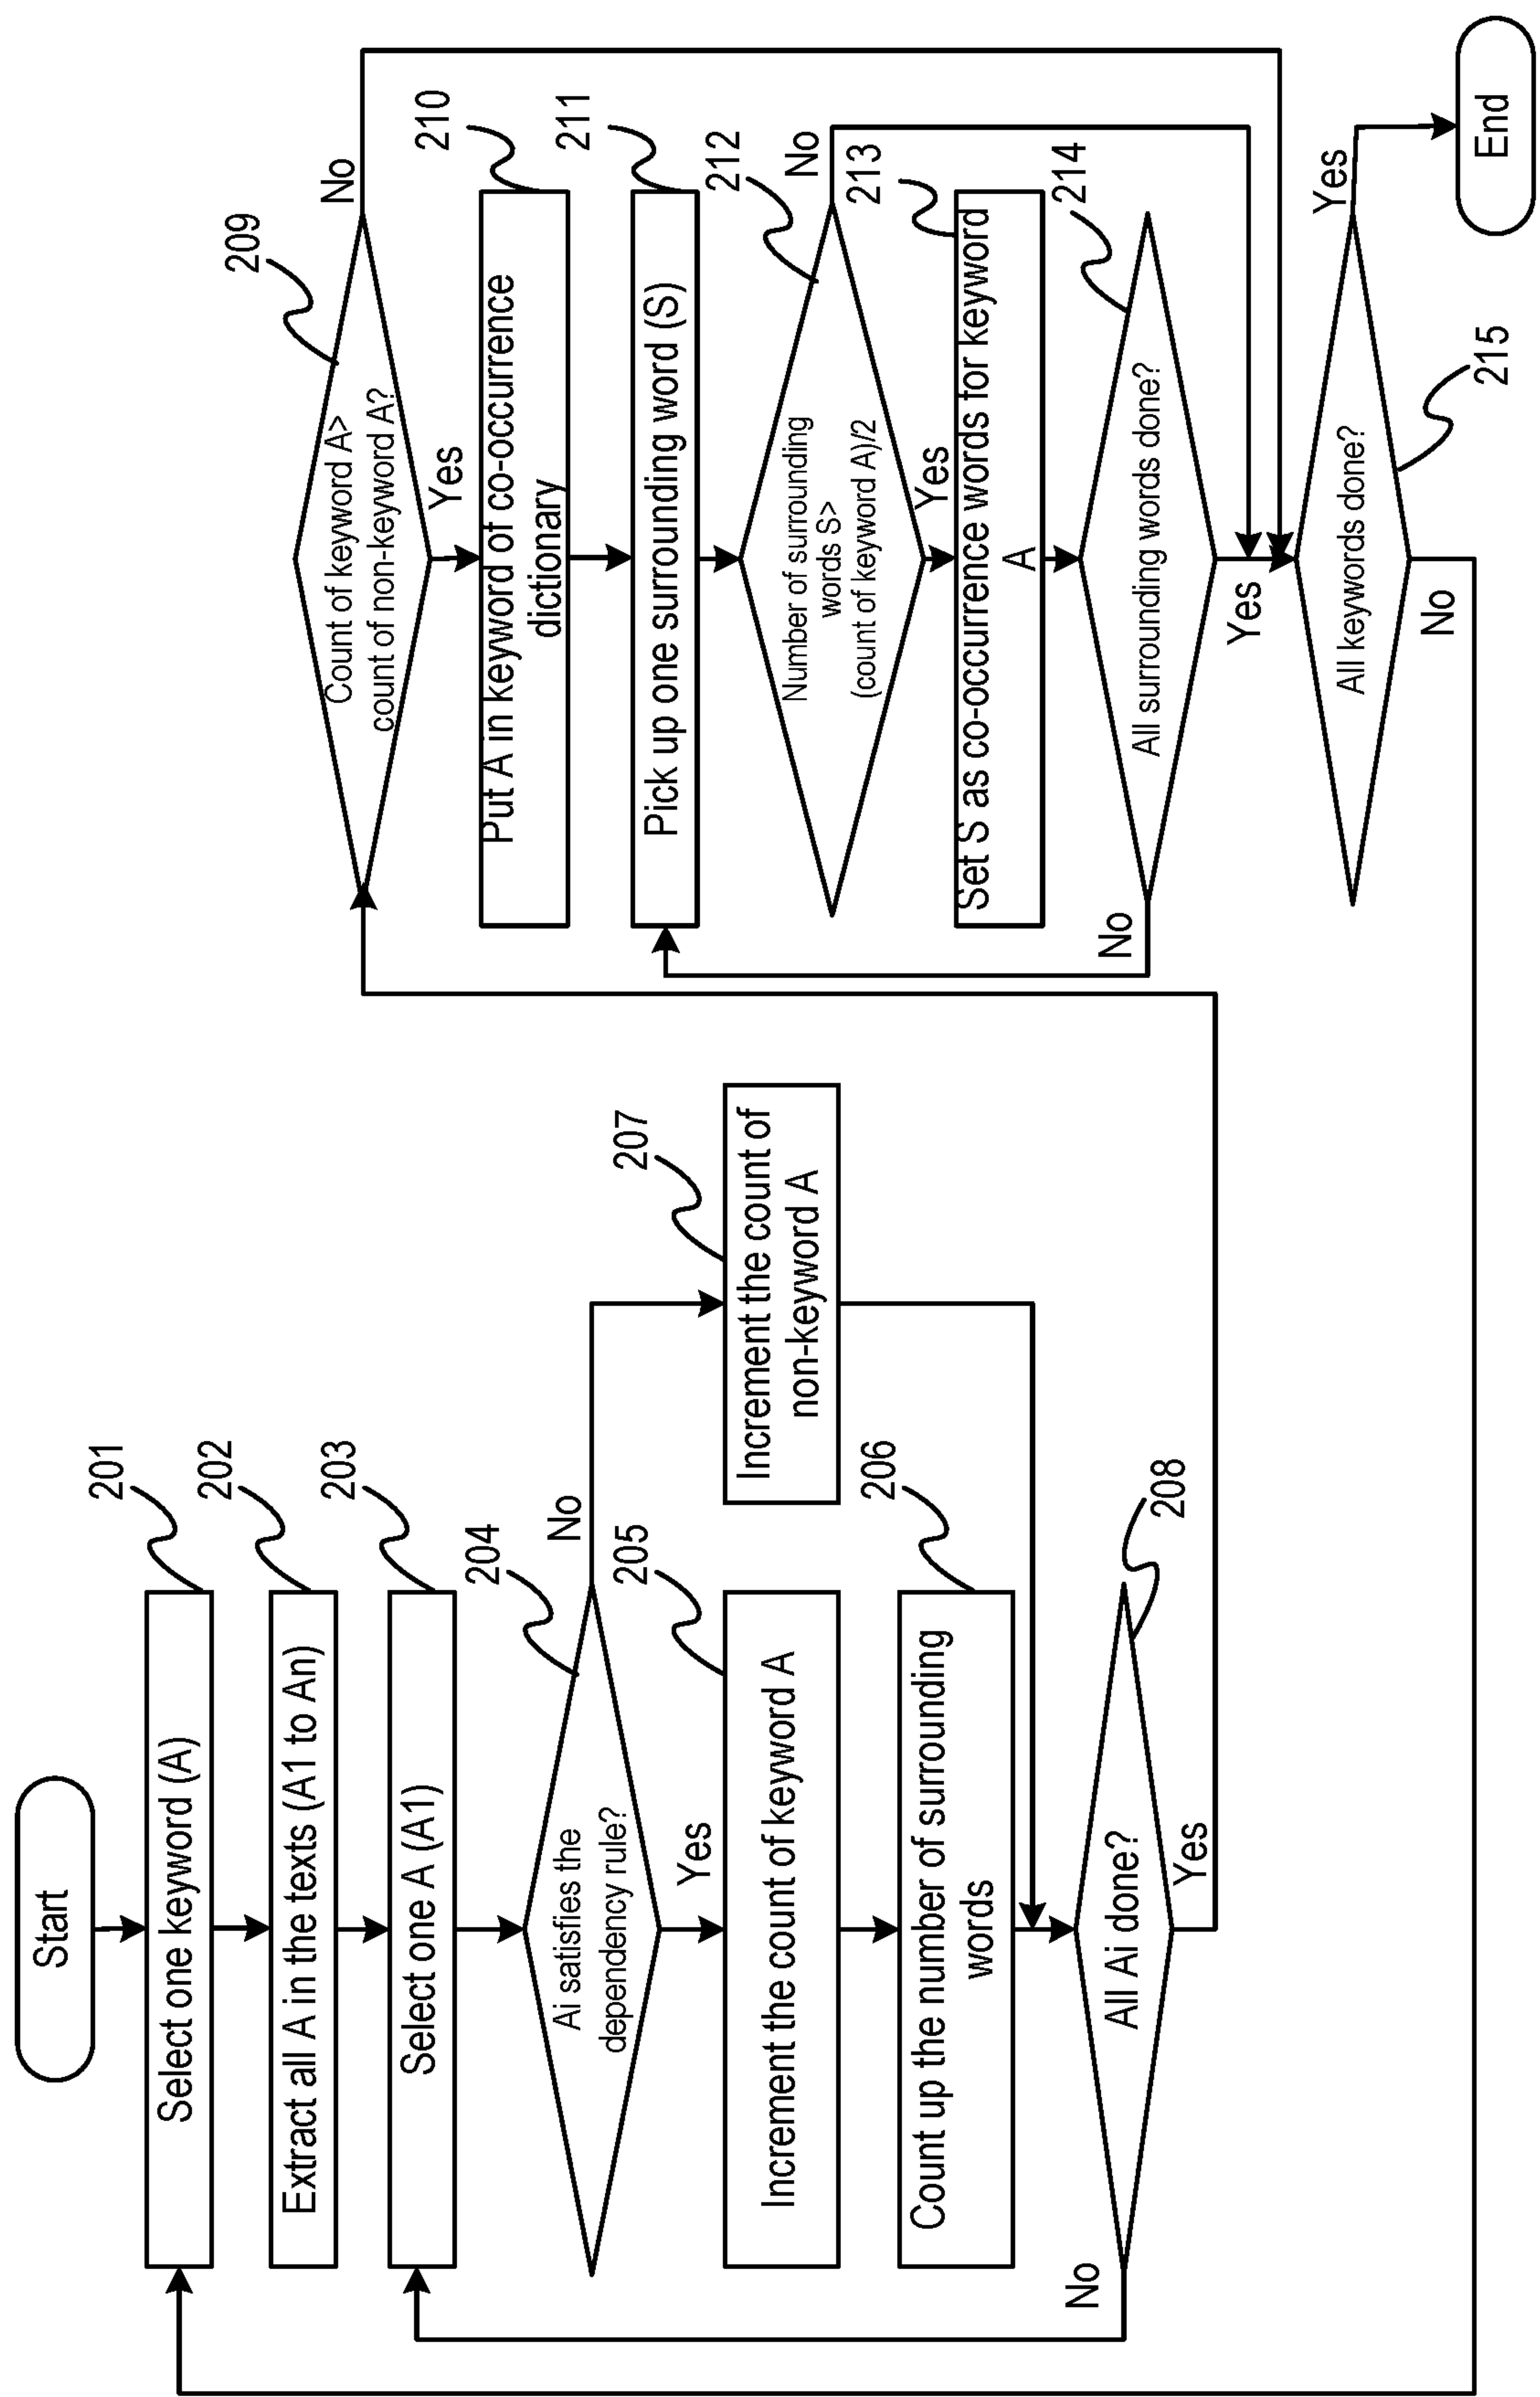 Start
201
Select one keyword (A)
202
Extract all A in the texts (A1 to An)
203
Select one A (A1)
204
Ai satisfies the
dependency rule?
No
Yes
205
Increment the count of keyword A
207
Increment the count of
non-keyword A
206
Count up the number of surrounding
words
208
All Ai done?
No
Yes
209
Count of keyword A>
count of non-keyword A?
No
Yes
210
Put A in keyword of co-occurrence
dictionary
211
Pick up one surrounding word (S)
212
Number of surrounding
words S>
(count of keyword A)/2
No
Yes
213
Set S as co-occurrence words for keyword
A
214
All surrounding words done?
No
Yes
All keywords done?
Yes
No
215
End